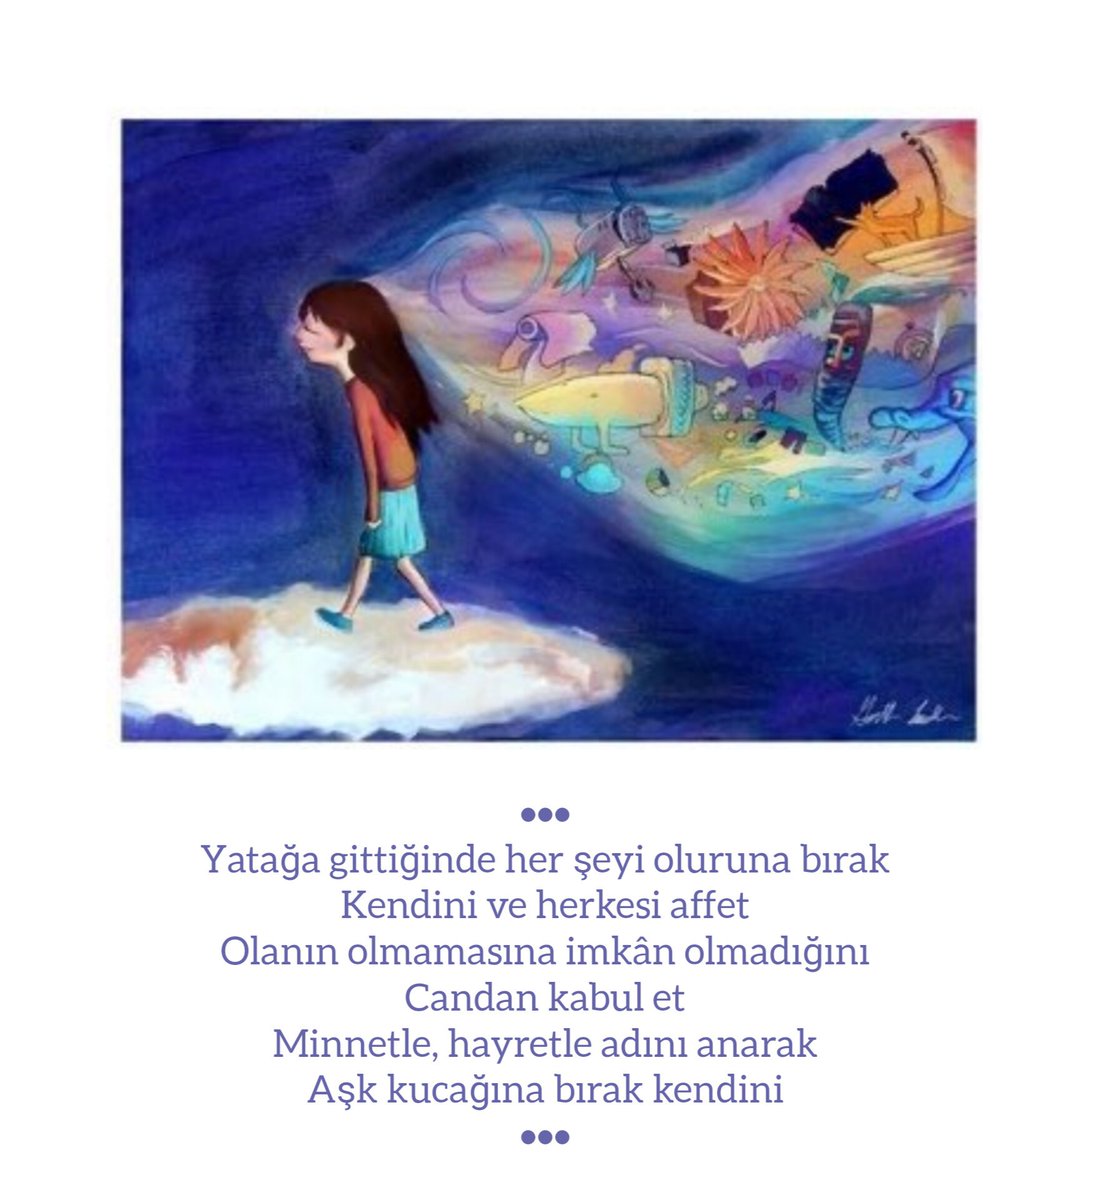 Yatağa gittiğinde her şeyi oluruna bırak
Kendini ve herkesi affet
Olanın olmamasına imkân olmadığını
Candan kabul et
Minnetle, hayretle adını anarak
Aşk kucağına bırak kendini